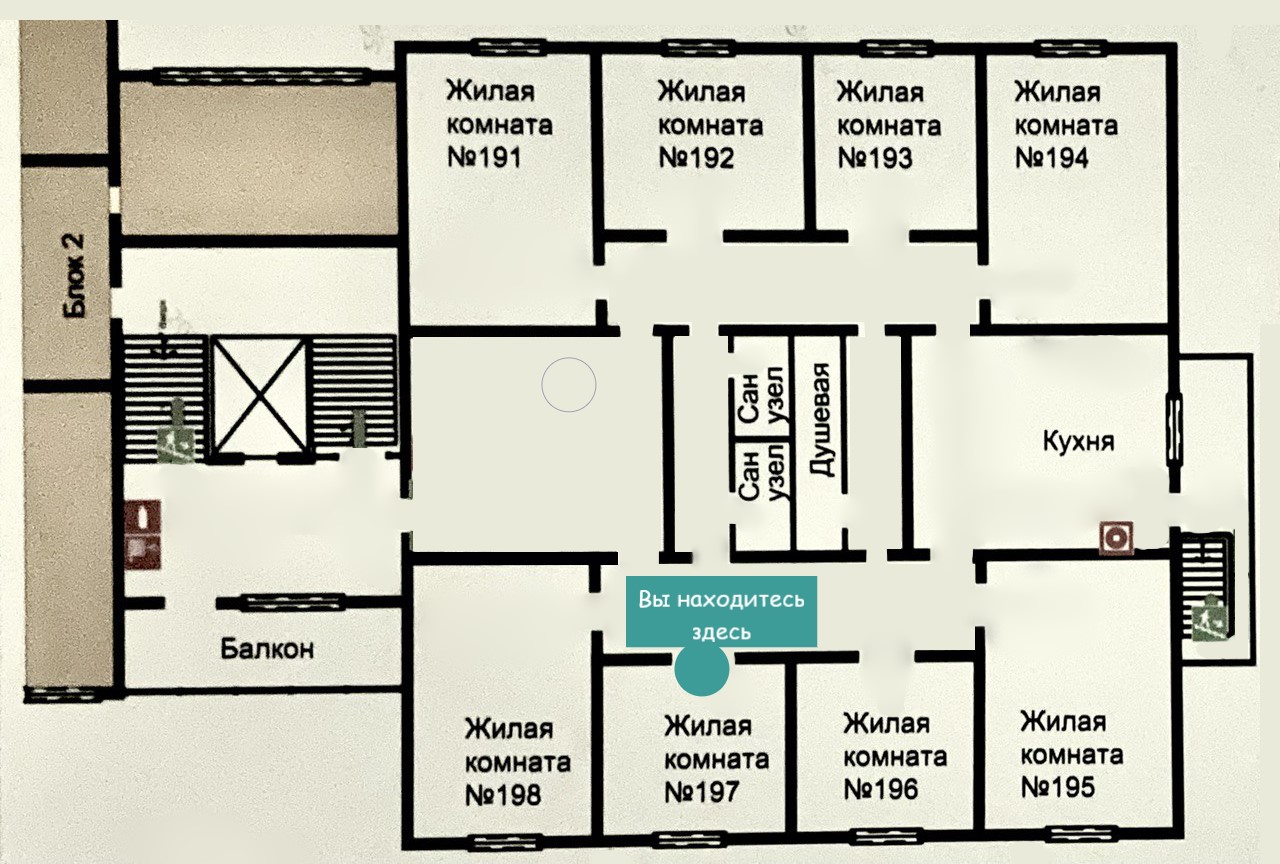 Жилая
комната
№191
Жилая
комната
№192
Жилая
комната
№193
Жилая
комната
№194
Блок 2
Сан
узел
Сан
узел
Душевая
Кухня
Вы находитесь
здесь
Балкон
Жилая
комната
№198
Жилая
комната
№197
Жилая
комната
№196
Жилая
комната
№195